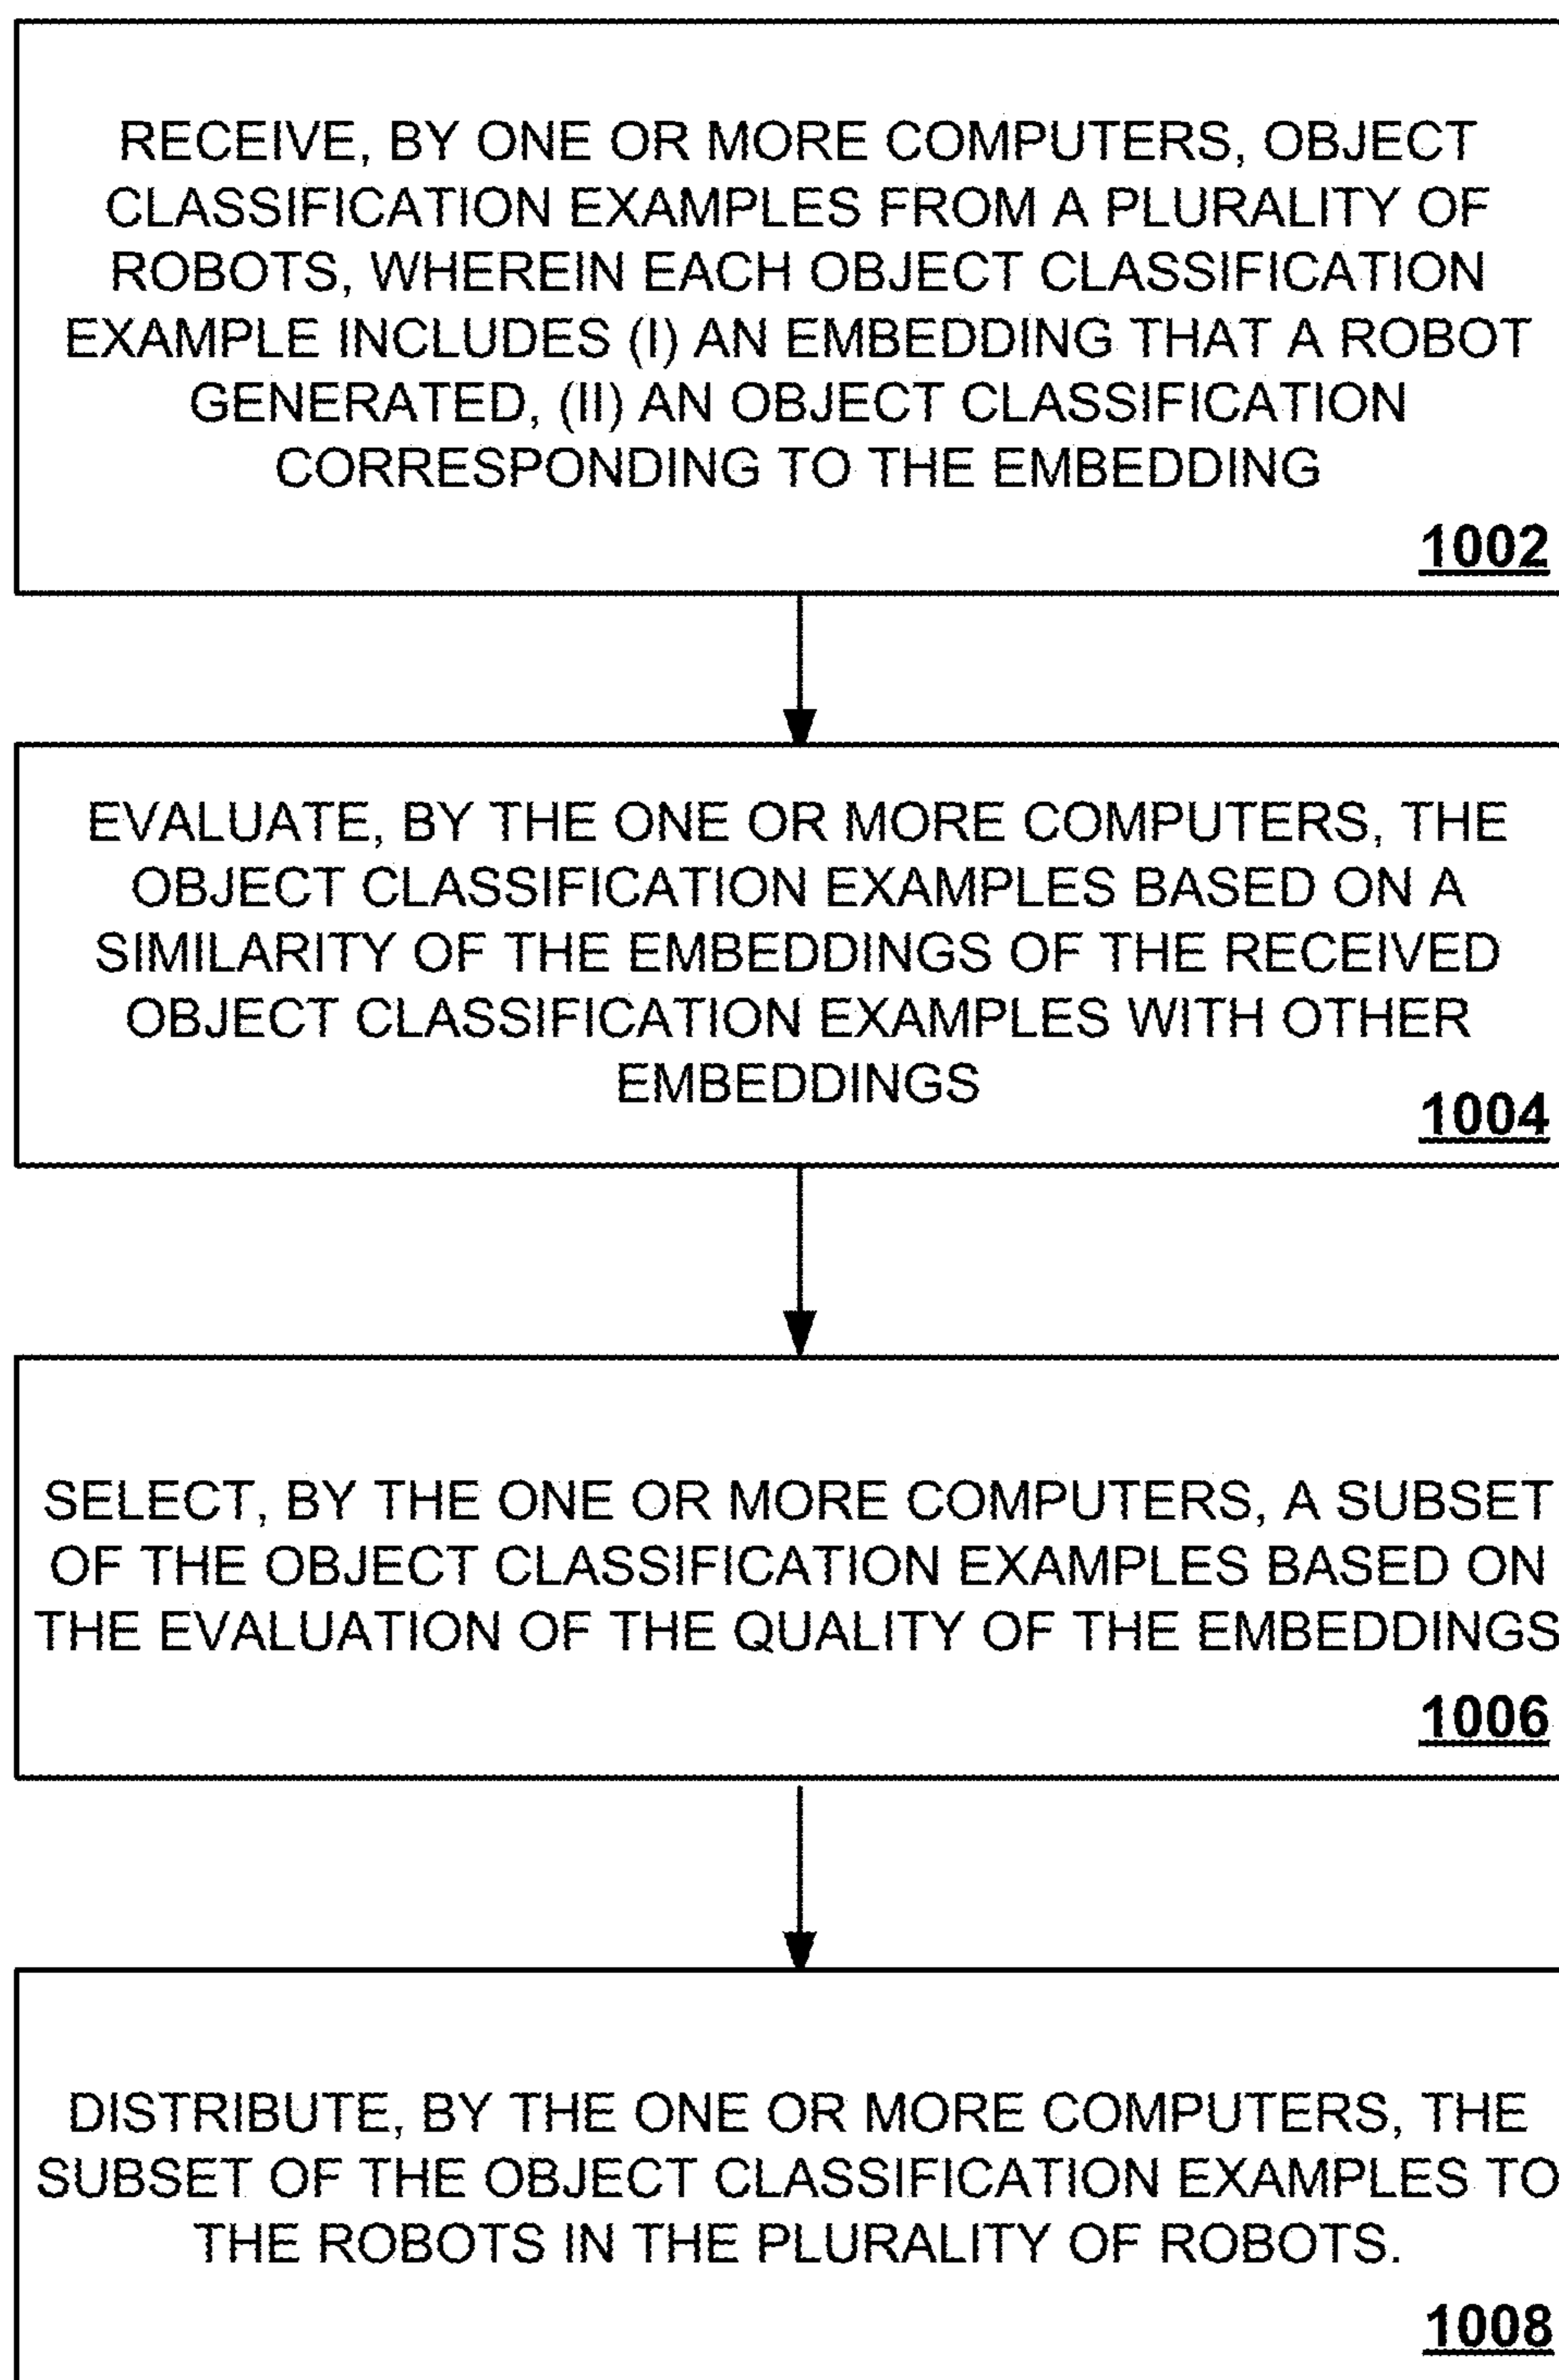 RECEIVE, BY ONE OR MORE COMPUTERS, OBJECT
CLASSIFICATION EXAMPLES FROM A PLURALITY OF
ROBOTS, WHEREIN EACH OBJECT CLASSIFICATION
EXAMPLE INCLUDES (I) AN EMBEDDING THAT A ROBOT
GENERATED, (II) AN OBJECT CLASSIFICATION
CORRESPONDING TO THE EMBEDDING
1002
EVALUATE, BY THE ONE OR MORE COMPUTERS, THE
OBJECT CLASSIFICATION EXAMPLES BASED ON A
SIMILARITY OF THE EMBEDDINGS OF THE RECEIVED
OBJECT CLASSIFICATION EXAMPLES WITH OTHER
EMBEDDINGS
1004
SELECT, BY THE ONE OR MORE COMPUTERS, A SUBSET
OF THE OBJECT CLASSIFICATION EXAMPLES BASED ON
THE EVALUATION OF THE QUALITY OF THE EMBEDDINGS
1006
DISTRIBUTE, BY THE ONE OR MORE COMPUTERS, THE
SUBSET OF THE OBJECT CLASSIFICATION EXAMPLES TO
THE ROBOTS IN THE PLURALITY OF ROBOTS.
1008